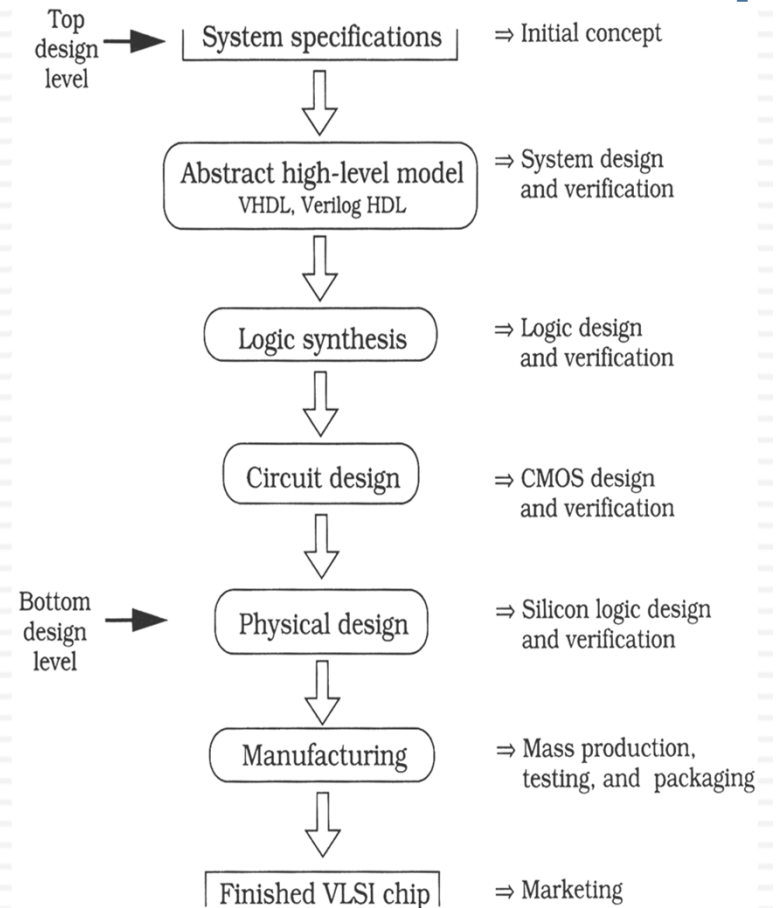 Top
design
level
System specifications
⇒ Initial concept
Abstract high-level model
VHDL, Verilog HDL
⇒ System design
and verification
Logic synthesis
⇒ Logic design
and verification
Circuit design
⇒ CMOS design
and verification
Bottom
design
level
Physical design
⇒ Silicon logic design
and verification
Manufacturing
⇒ Mass production,
testing, and packaging
Finished VLSI chip
⇒ Marketing